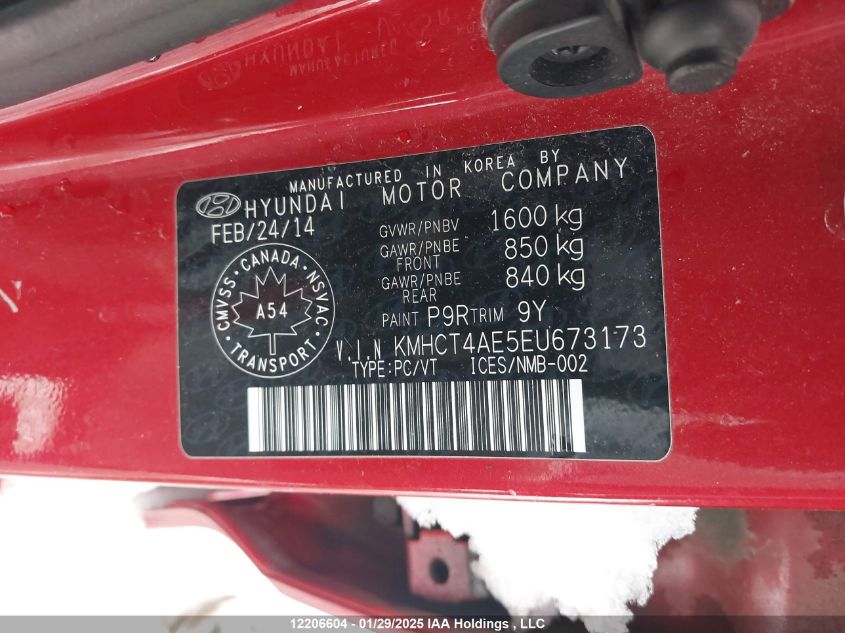 MANUFACTURED IN KOREA BY
HYUNDAI MOTOR COMPANY
FEB/24/14
GVWR/PNBV 1600 kg
GAWR/PNBE FRONT 850 kg
GAWR/PNBE REAR 840 kg
CMVSS CANADA NSVAC
A54
TRANSPORT
PAINT P9R TRIM 9Y
V.I.N KMHCT4AE5EU673173
TYPE:PC/VT ICES/NMB-002
12206604 - 01/29/2025 IAA Holdings , LLC